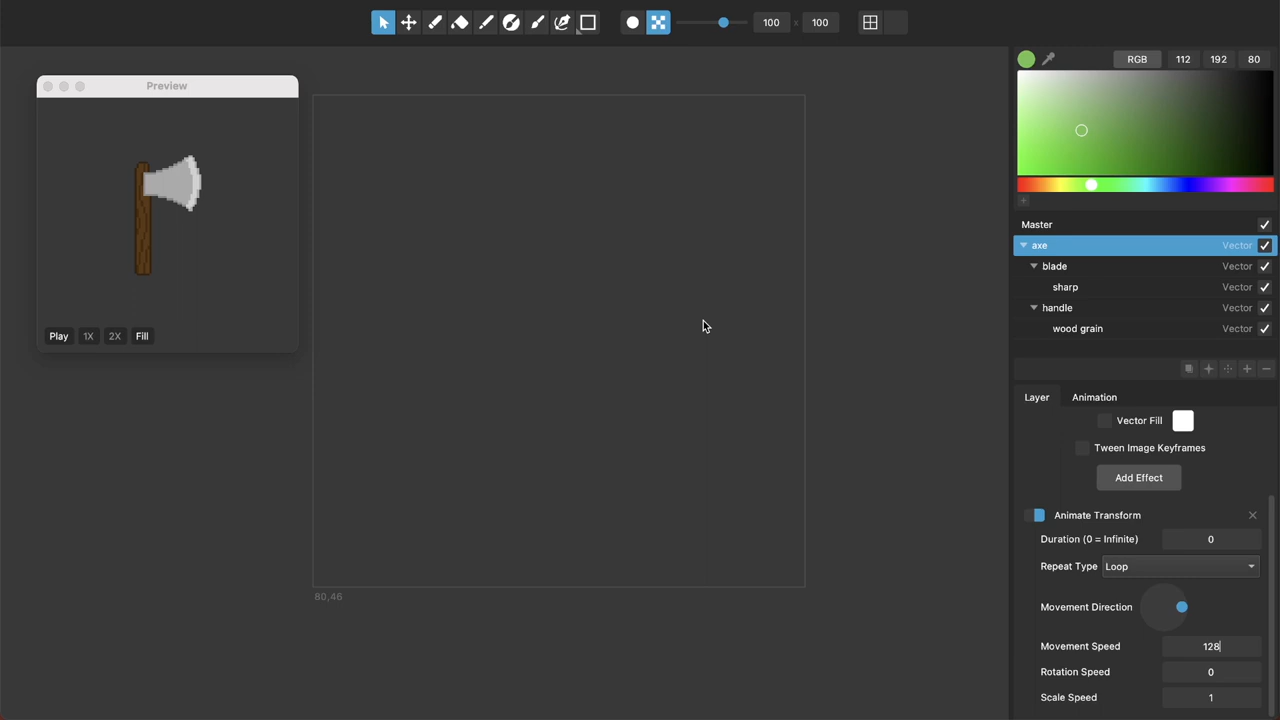 100 x 100
Preview
RGB 112 192 80
Master
axe Vector
blade Vector
sharp Vector
handle Vector
wood grain Vector
Play 1X 2X Fill
Layer Animation
Vector Fill
Tween Image Keyframes
Add Effect
Animate Transform
Duration (0 = Infinite) 0
Repeat Type Loop
80,46
Movement Direction
Movement Speed 128
Rotation Speed 0
Scale Speed 1